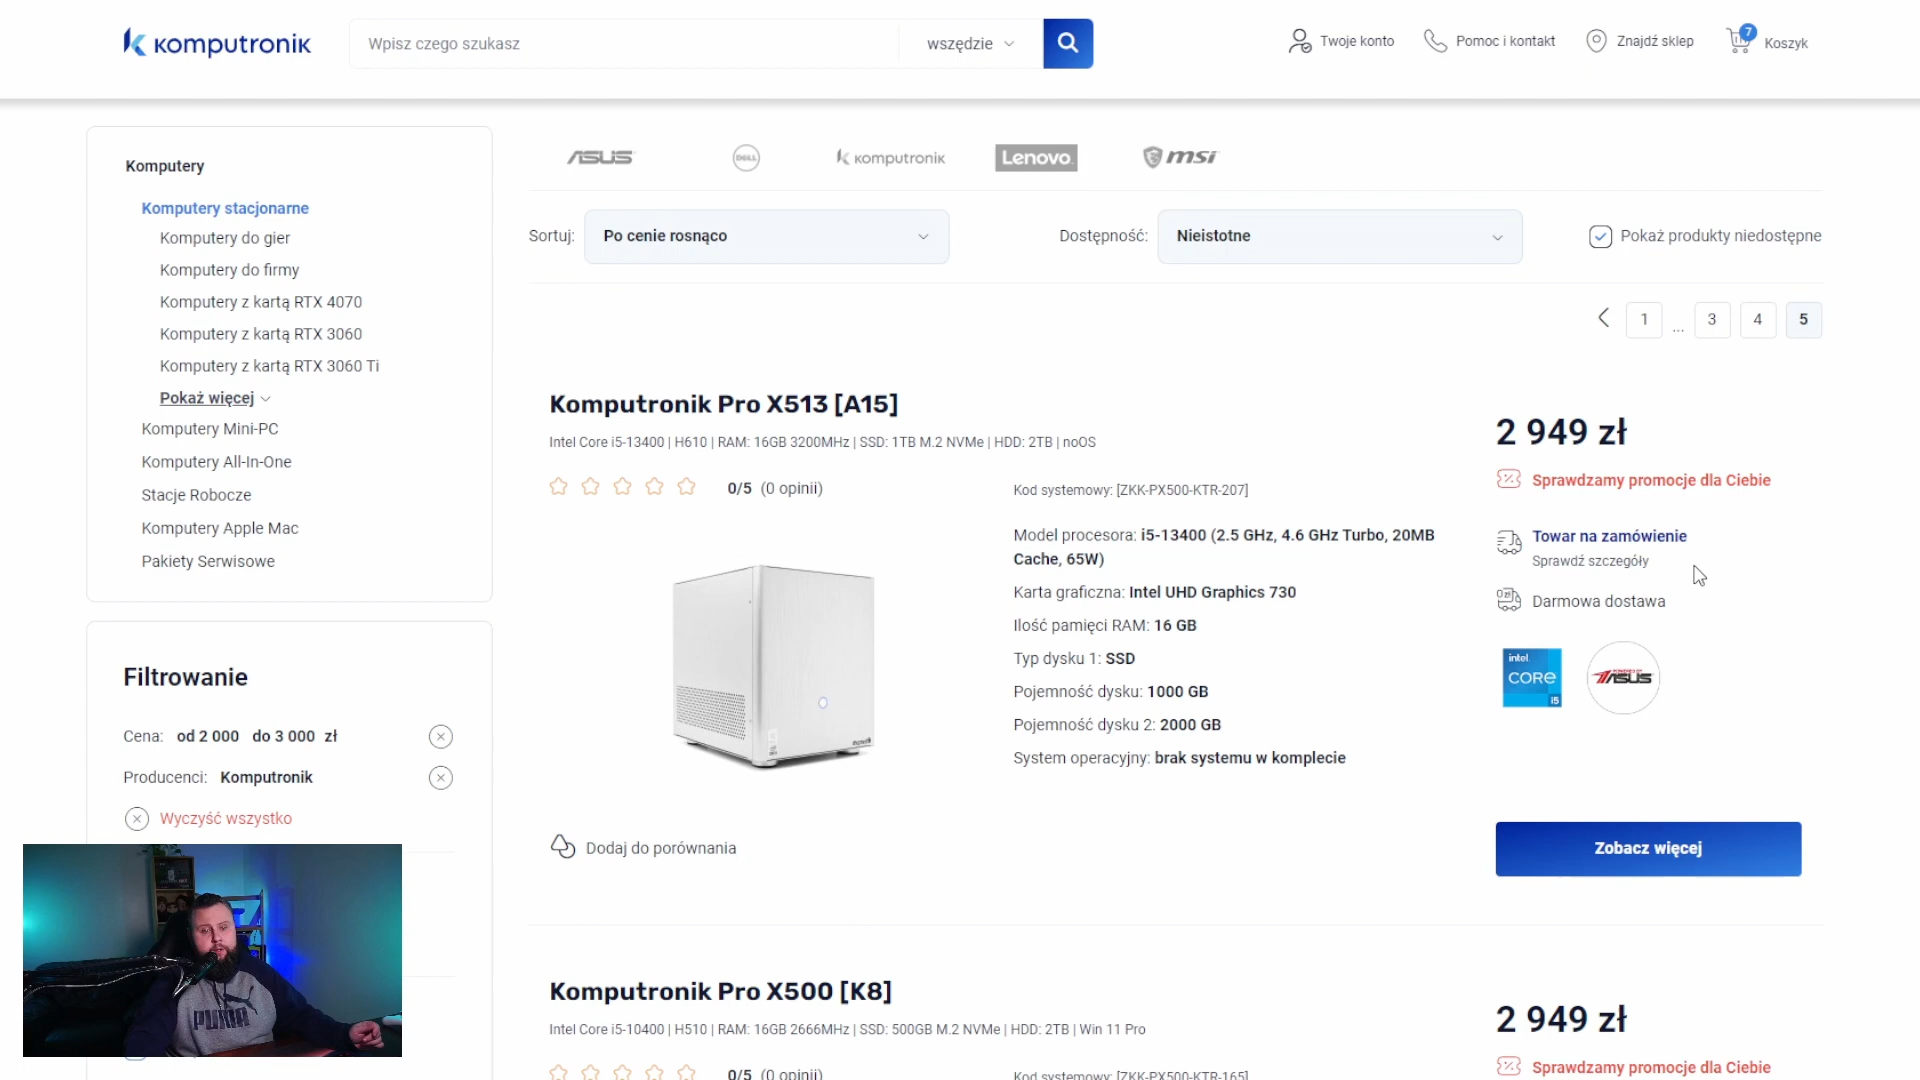 komputronik
Wpisz czego szukasz
wszędzie
Twoje konto
Pomoc i kontakt
Znajdź sklep
7
Koszyk
Komputery
Komputery stacjonarne
Komputery do gier
Komputery do firmy
Komputery z kartą RTX 4070
Komputery z kartą RTX 3060
Komputery z kartą RTX 3060 Ti
Pokaż więcej
Komputery Mini-PC
Komputery All-In-One
Stacje Robocze
Komputery Apple Mac
Pakiety Serwisowe
Filtrowanie
Cena: od 2 000 do 3 000 zł
Producenci: Komputronik
Wyczyść wszystko
PUMA
ASUS
DELL
komputronik
Lenovo
msi
Sortuj: Po cenie rosnąco
Dostępność: Nieistotne
Pokaż produkty niedostępne
1 ... 3 4 5
Komputronik Pro X513 [A15]
Intel Core i5-13400 | H610 | RAM: 16GB 3200MHz | SSD: 1TB M.2 NVMe | HDD: 2TB | noOS
0/5 (0 opinii)
Kod systemowy: [ZKK-PX500-KTR-207]
Model procesora: i5-13400 (2.5 GHz, 4.6 GHz Turbo, 20MB
Cache, 65W)
Karta graficzna: Intel UHD Graphics 730
Ilość pamięci RAM: 16 GB
Typ dysku 1: SSD
Pojemność dysku: 1000 GB
Pojemność dysku 2: 2000 GB
System operacyjny: brak systemu w komplecie
Dodaj do porównania
2 949 zł
Sprawdzamy promocje dla Ciebie
Towar na zamówienie
Sprawdź szczegóły
Darmowa dostawa
intel
CORE
i5
ASUS
Zobacz więcej
Komputronik Pro X500 [K8]
Intel Core i5-10400 | H510 | RAM: 16GB 2666MHz | SSD: 500GB M.2 NVMe | HDD: 2TB | Win 11 Pro
0/5 (0 opinii)
Kod systemowy: [ZKK-PX500-KTR-165]
2 949 zł
Sprawdzamy promocje dla Ciebie